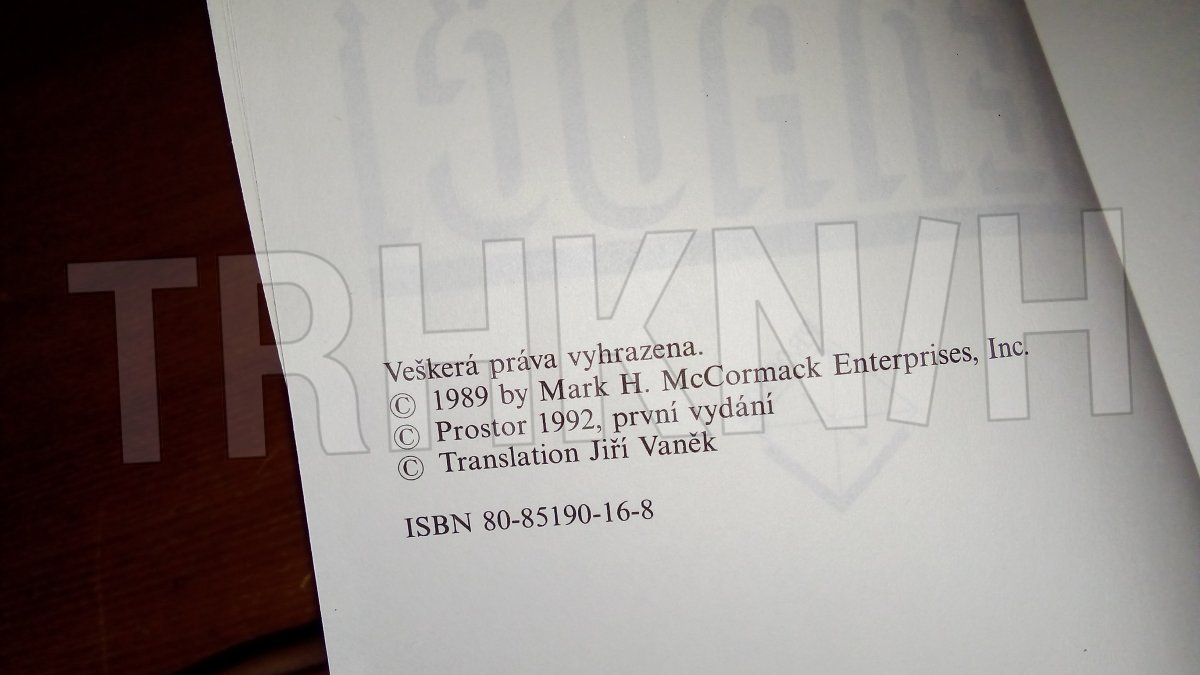 Veškerá práva vyhrazena.
© 1989 by Mark H. McCormack Enterprises, Inc.
© Prostor 1992, první vydání
© Translation Jiří Vaněk
ISBN 80-85190-16-8
TRHKN/H